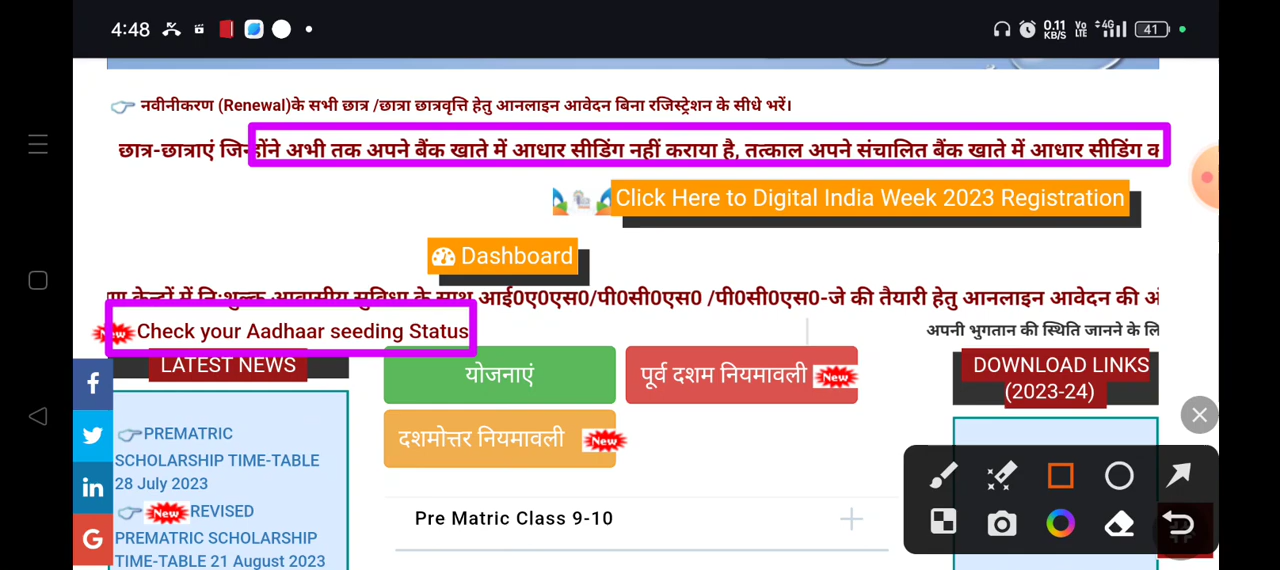 4:48
0.11 KB/S
Vo LTE
4G
41
नवीनीकरण (Renewal)के सभी छात्र /छात्रा छात्रवृत्ति हेतु आनलाइन आवेदन बिना रजिस्ट्रेशन के सीधे भरें।
छात्र-छात्राएं जिन्होंने अभी तक अपने बैंक खाते में आधार सीडिंग नहीं कराया है, तत्काल अपने संचालित बैंक खाते में आधार सीडिंग
Click Here to Digital India Week 2023 Registration
Dashboard
केन्द्रों में नि:शुल्क आवासीय सुविधा के साथ आई0ए0एस0/पी0सी0एस0 /पी0सी0एस0-जे की तैयारी हेतु आनलाइन आवेदन की
New Check your Aadhaar seeding Status
अपनी भुगतान की स्थिति जानने के
LATEST NEWS
योजनाएं
पूर्व दशम नियमावली New
DOWNLOAD LINKS
(2023-24)
दशमोत्तर नियमावली New
PREMATRIC
SCHOLARSHIP TIME-TABLE
28 July 2023
New REVISED
PREMATRIC SCHOLARSHIP
TIME-TABLE 21 August 2023
Pre Matric Class 9-10